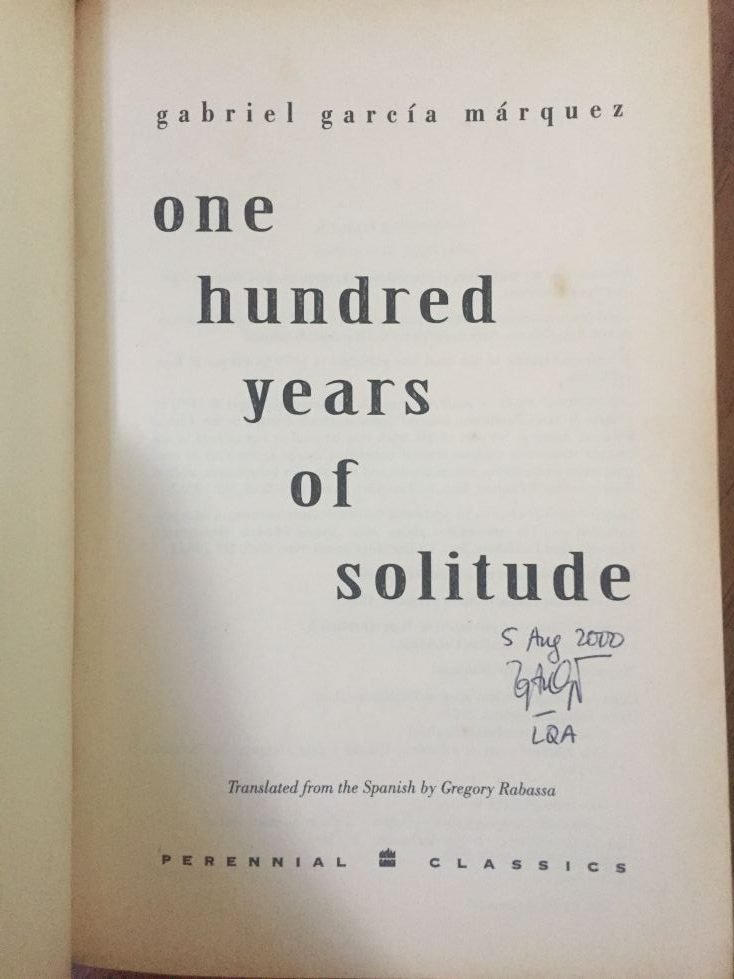 gabriel garcía márquez
one
hundred
years
of
solitude
5 Aug 2000
LQA
Translated from the Spanish by Gregory Rabassa
PERENNIAL CLASSICS